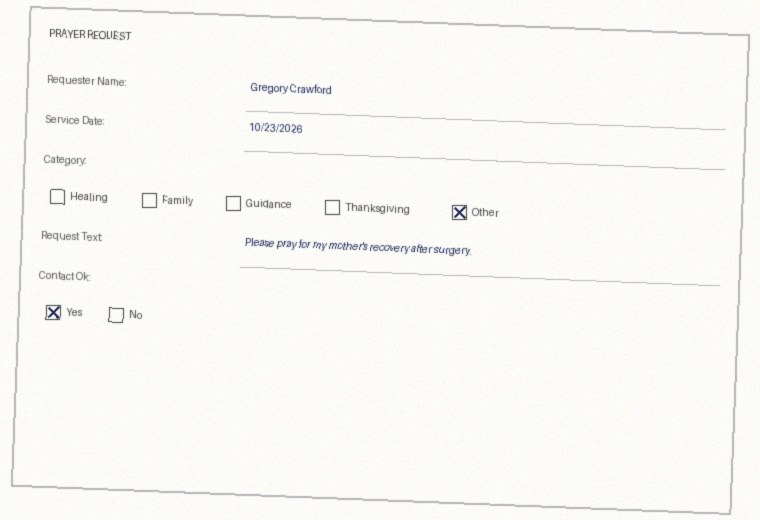 PRAYER REQUEST
Requester Name: Gregory Crawford
Service Date: 10/23/2026
Category:
Healing Family Guidance Thanksgiving Other
Request Text: Please pray for my mother's recovery after surgery.
Contact Ok:
Yes No